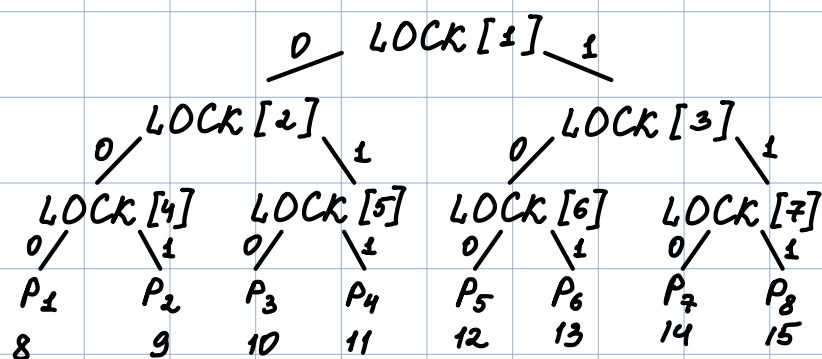 0 LOCK[1] 1
0 LOCK[2] 1 0 LOCK[3] 1
LOCK[4] LOCK[5] LOCK[6] LOCK[7]
0 1 0 1 0 1 0 1
P1 P2 P3 P4 P5 P6 P7 P8
8 9 10 11 12 13 14 15